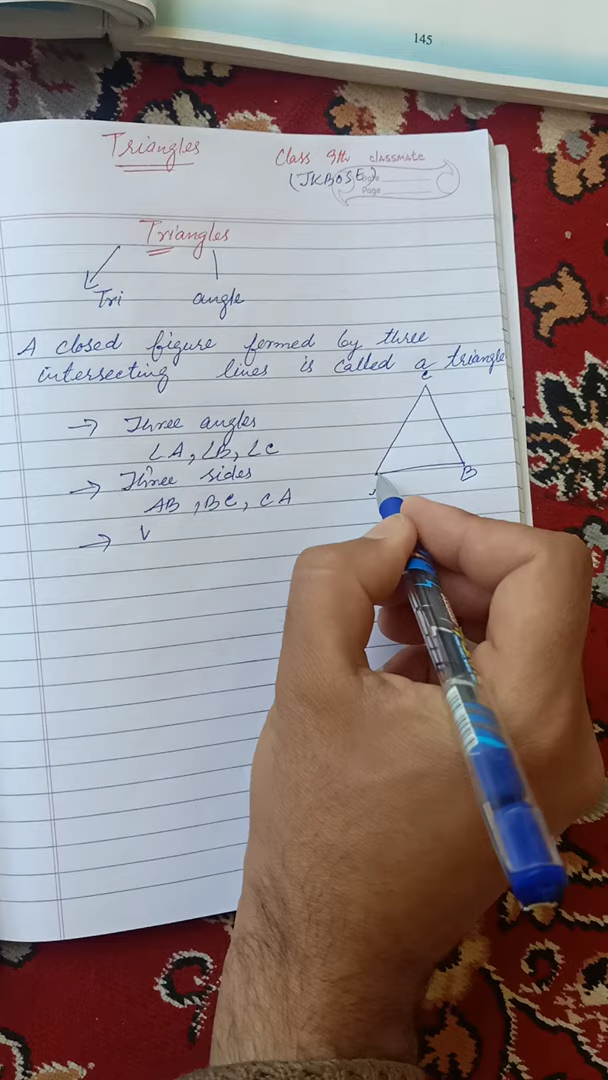 145
Triangles
Class 9th classmate
(JKBOSE)
Page
Triangles
Tri angle
A closed figure formed by three
intersecting lines is called a triangle
→ Three angles
∠A, ∠B, ∠C
→ Three sides
AB, BC, CA
→ V
C
B